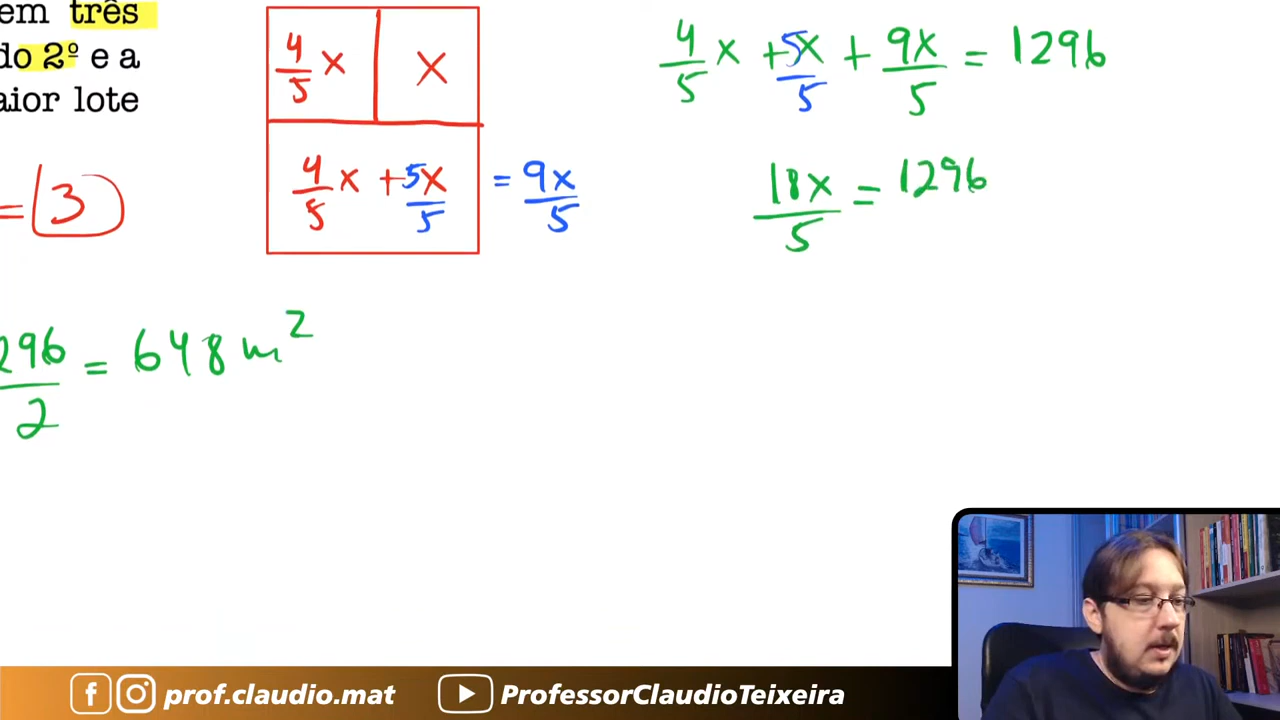 em três
do 2º e a
aior lote
= 3
4/5 x | x
4/5 x + 5x/5 = 9x/5
4/5 x + 5x/5 + 9x/5 = 1296
18x/5 = 1296
296/2 = 648 m²
prof.claudio.mat
ProfessorClaudioTeixeira